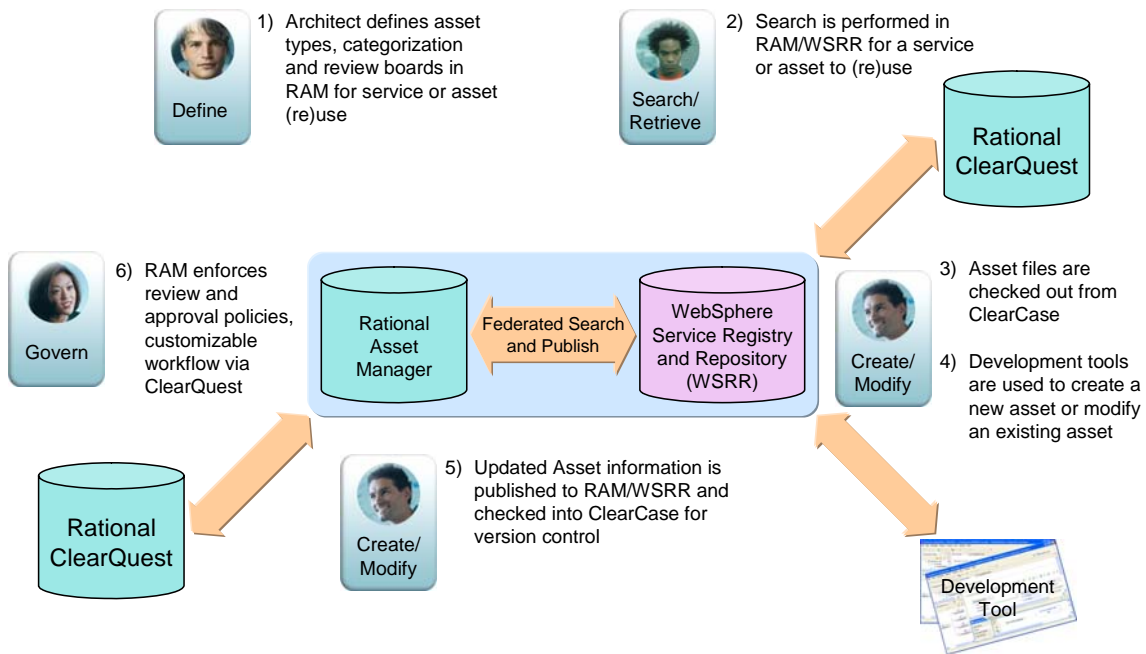 1) Architect defines asset
types, categorization
and review boards in
RAM for service or asset
(re)use
Define
2) Search is performed in
RAM/WSRR for a service
or asset to (re)use
Search/
Retrieve
Rational
ClearQuest
6) RAM enforces
review and
approval policies,
customizable
workflow via
ClearQuest
Govern
Rational
Asset
Manager
Federated Search
and Publish
WebSphere
Service Registry
and Repository
(WSRR)
3) Asset files are
checked out from
ClearCase
4) Development tools
are used to create a
new asset or modify
an existing asset
Create/
Modify
5) Updated Asset information is
published to RAM/WSRR and
checked into ClearCase for
version control
Create/
Modify
Rational
ClearQuest
Development
Tool